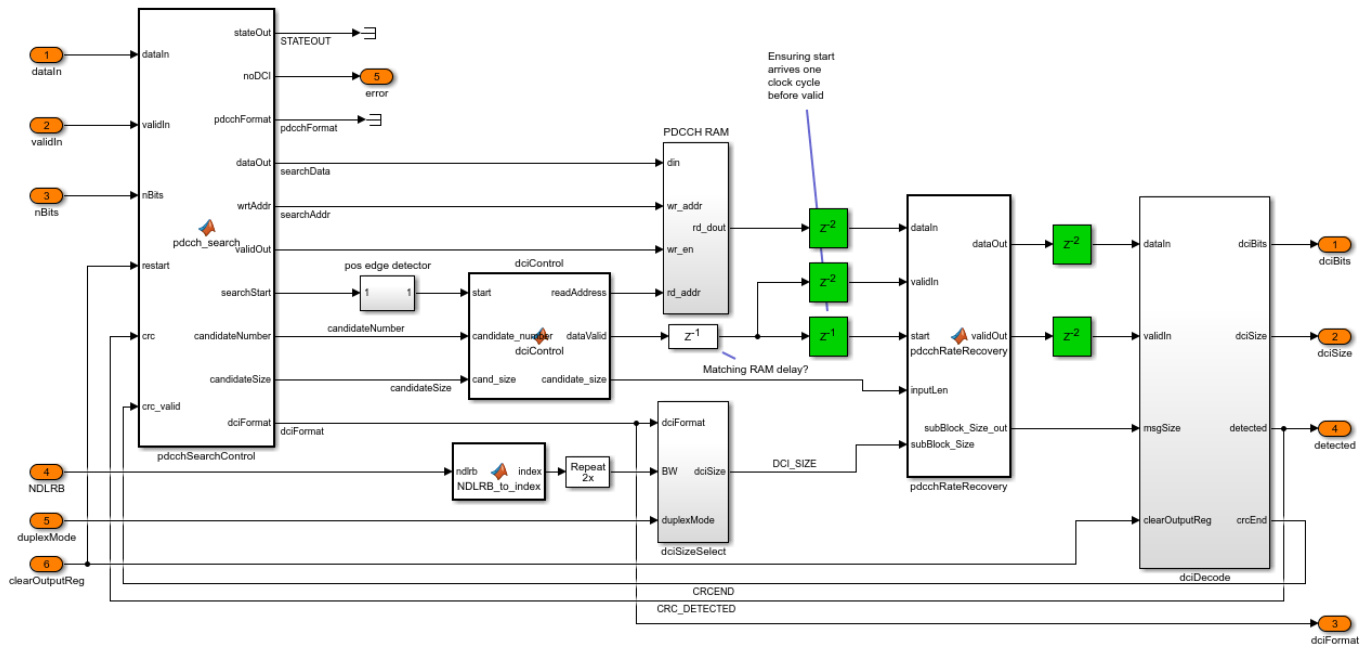 stateOut
STATEOUT
1
dataIn
dataIn
noDCI
5
error
pdcchFormat
pdcchFormat
2
validIn
validIn
Ensuring start
arrives one
clock cycle
before valid
PDCCH RAM
dataOut
searchData
din
3
nBits
nBits
wrtAddr
searchAddr
wr_addr
pdcch_search
rd_dout
Z-2
dataIn
dataOut
Z-2
dataIn
dciBits
1
dciBits
validOut
wr_en
restart
pos edge detector
dciControl
searchStart
1
1
start
readAddress
rd_addr
Z-2
validIn
crc
candidateNumber
candidateNumber
candidate_number
dciControl
dataValid
Z-1
Z-1
start
pdcchRateRecovery
validOut
Z-2
validIn
dciSize
2
dciSize
Matching RAM delay?
candidateSize
candidateSize
cand_size
candidate_size
inputLen
crc_valid
dciFormat
dciFormat
dciFormat
subBlock_Size_out
msgSize
detected
4
detected
pdcchSearchControl
subBlock_Size
4
NDLRB
ndlrb
index
NDLRB_to_index
Repeat
2x
BW
dciSize
DCI_SIZE
pdcchRateRecovery
5
duplexMode
duplexMode
dciSizeSelect
clearOutputReg
crcEnd
6
clearOutputReg
dciDecode
CRCEND
CRC_DETECTED
3
dciFormat